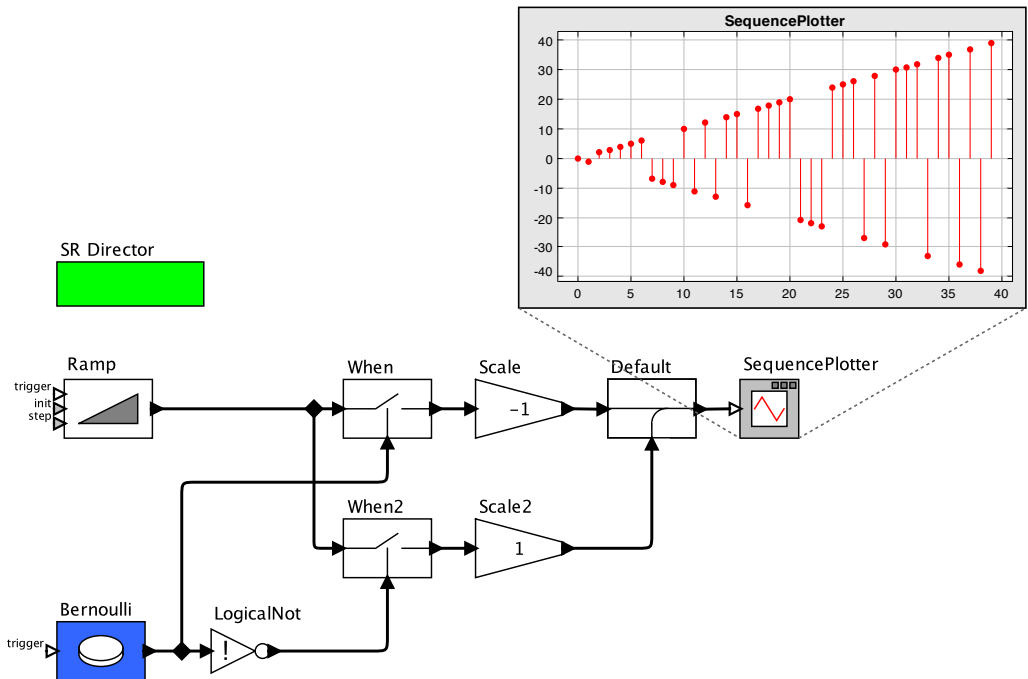 SequencePlotter
40
30
20
10
0
-10
-20
-30
-40
0 5 10 15 20 25 30 35 40
SR Director
Ramp
When
Scale
Default
SequencePlotter
trigger
init
step
-1
When2
Scale2
1
Bernoulli
LogicalNot
trigger
!